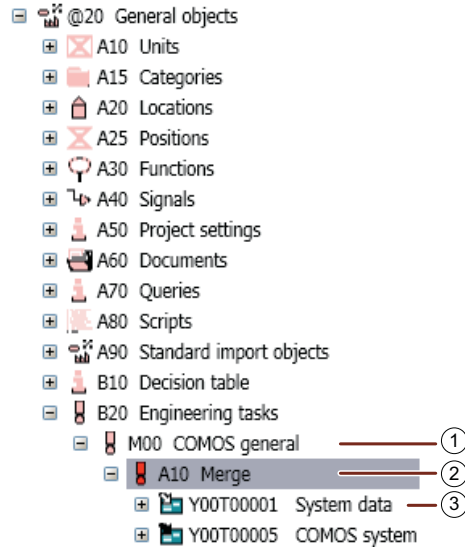 @20 General objects
A10 Units
A15 Categories
A20 Locations
A25 Positions
A30 Functions
A40 Signals
A50 Project settings
A60 Documents
A70 Queries
A80 Scripts
A90 Standard import objects
B10 Decision table
B20 Engineering tasks
M00 COMOS general 1
A10 Merge 2
Y00T00001 System data 3
Y00T00005 COMOS system